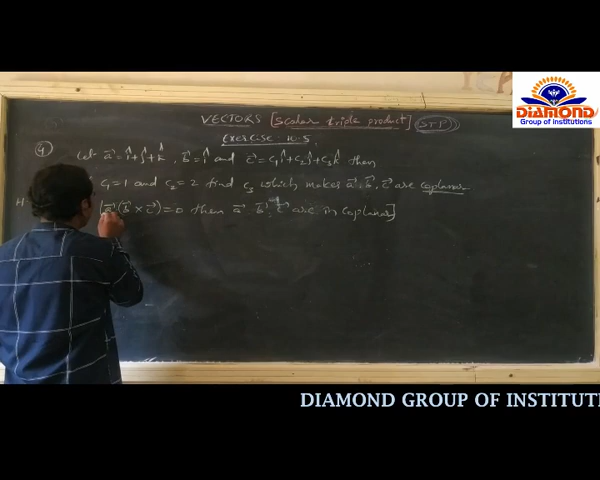 DIAMOND
Group of institutions
VECTORS [Scalar triple product] (STP)
Exercise - 10.5
9)
Let a⃗ = î+ĵ+k̂ , b⃗ = î and c⃗ = c₁î+c₂ĵ+c₃k̂ then
c₁=1 and c₂=2 find c₃ which makes a⃗, b⃗, c⃗ are coplanar
H [a⃗ (b⃗ × c⃗) = 0 then a⃗, b⃗, c⃗ are in coplanar]
DIAMOND GROUP OF INSTITUT